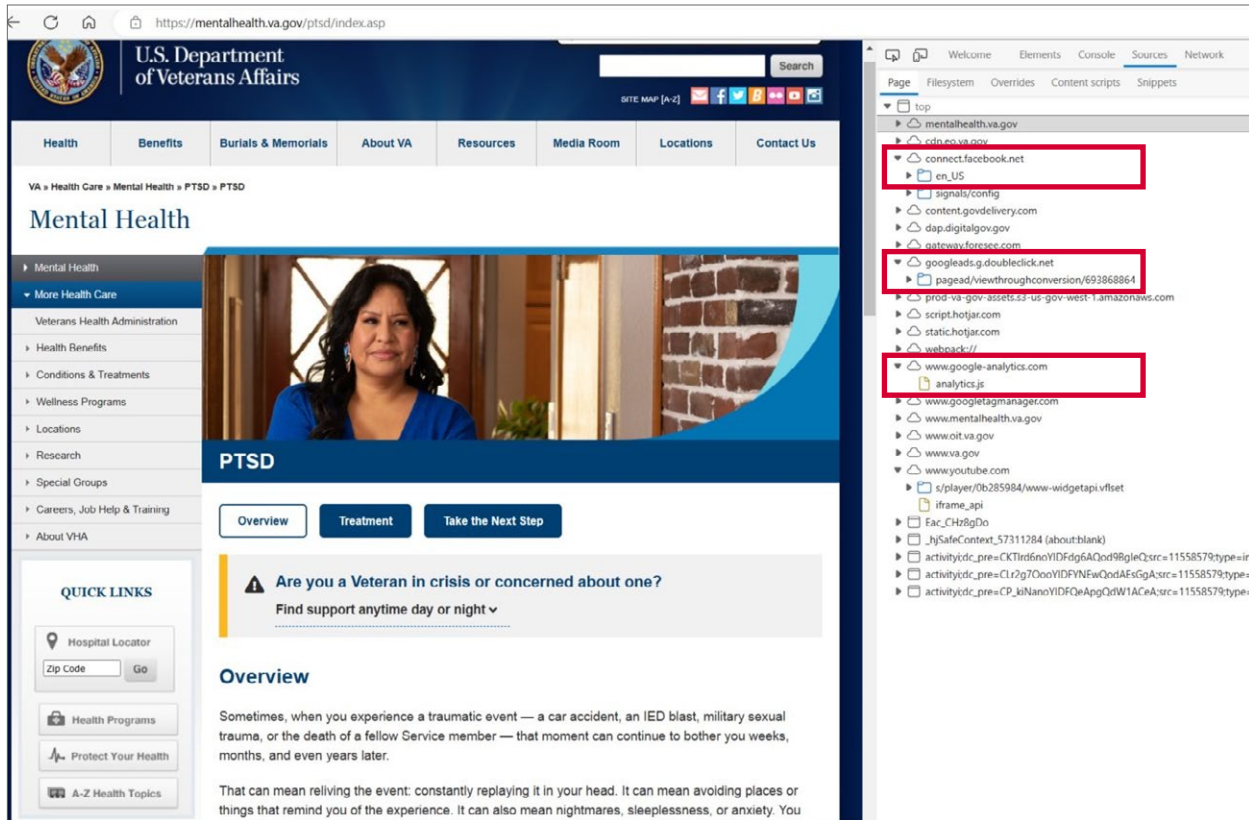 https://mentalhealth.va.gov/ptsd/index.asp
U.S. Department
of Veterans Affairs
Search
SITE MAP [A-Z]
Health
Benefits
Burials & Memorials
About VA
Resources
Media Room
Locations
Contact Us
VA » Health Care » Mental Health » PTSD » PTSD
Mental Health
Mental Health
More Health Care
Veterans Health Administration
Health Benefits
Conditions & Treatments
Wellness Programs
Locations
Research
Special Groups
Careers, Job Help & Training
About VHA
QUICK LINKS
Hospital Locator
Zip Code
Go
Health Programs
Protect Your Health
A-Z Health Topics
PTSD
Overview
Treatment
Take the Next Step
Are you a Veteran in crisis or concerned about one?
Find support anytime day or night
Overview
Sometimes, when you experience a traumatic event — a car accident, an IED blast, military sexual
trauma, or the death of a fellow Service member — that moment can continue to bother you weeks,
months, and even years later.
That can mean reliving the event: constantly replaying it in your head. It can mean avoiding places or
things that remind you of the experience. It can also mean nightmares, sleeplessness, or anxiety. You
Welcome
Elements
Console
Sources
Network
Page
Filesystem
Overrides
Content scripts
Snippets
top
mentalhealth.va.gov
cdn.eo.va.gov
connect.facebook.net
en_US
signals/config
content.govdelivery.com
dap.digitalgov.gov
gateway.foresee.com
googleads.g.doubleclick.net
pagead/viewthroughconversion/693868864
prod-va-gov-assets.s3-us-gov-west-1.amazonaws.com
script.hotjar.com
static.hotjar.com
webpack://
www.google-analytics.com
analytics.js
www.googletagmanager.com
www.mentalhealth.va.gov
www.oit.va.gov
www.va.gov
www.youtube.com
s/player/0b285984/www-widgetapi.vflset
iframe_api
Eac_CHz8gDo
_hjSafeContext_57311284 (about:blank)